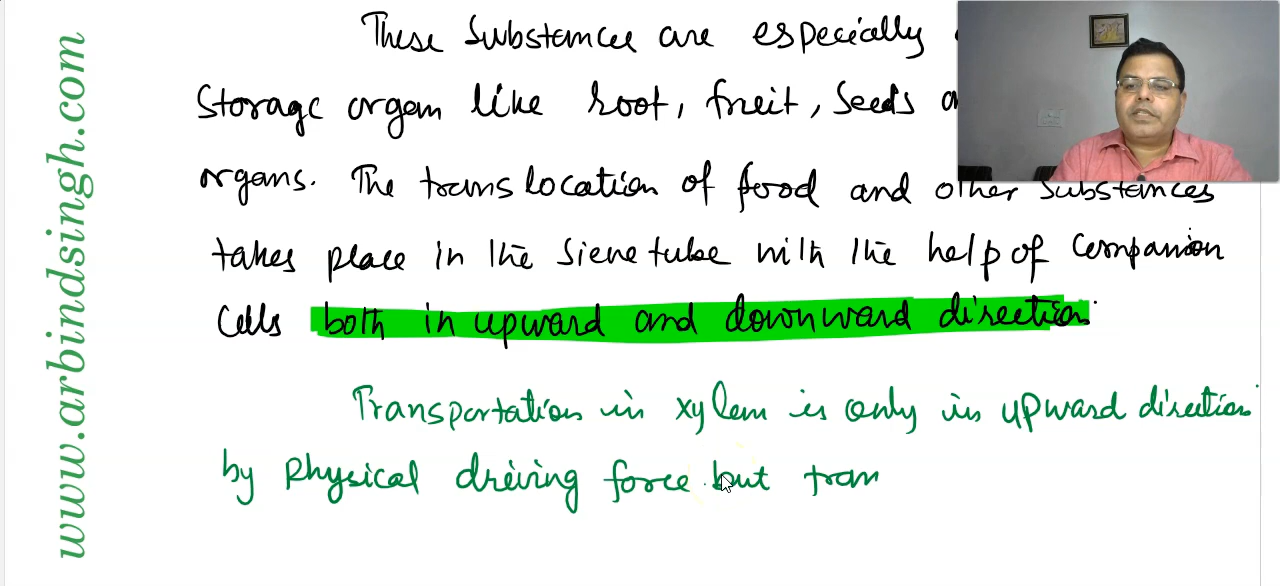 www.arbindsingh.com
These substances are especially
storage organ like root, fruit, seeds
organs. The translocation of food and other substances
takes place in the sieve tube with the help of companion
cells both in upward and downward direction.
Transportation in xylem is only in upward direction
by physical driving force but tran